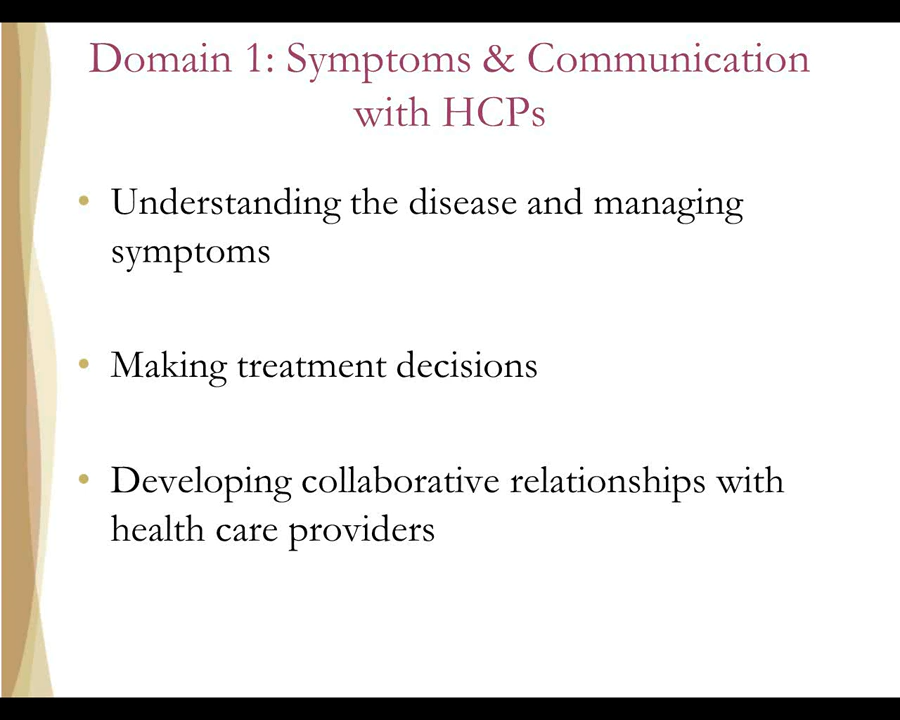 Domain 1: Symptoms & Communication
with HCPs
• Understanding the disease and managing
symptoms
• Making treatment decisions
• Developing collaborative relationships with
health care providers